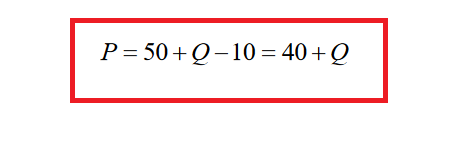 P = 50 + Q − 10 = 40 + Q